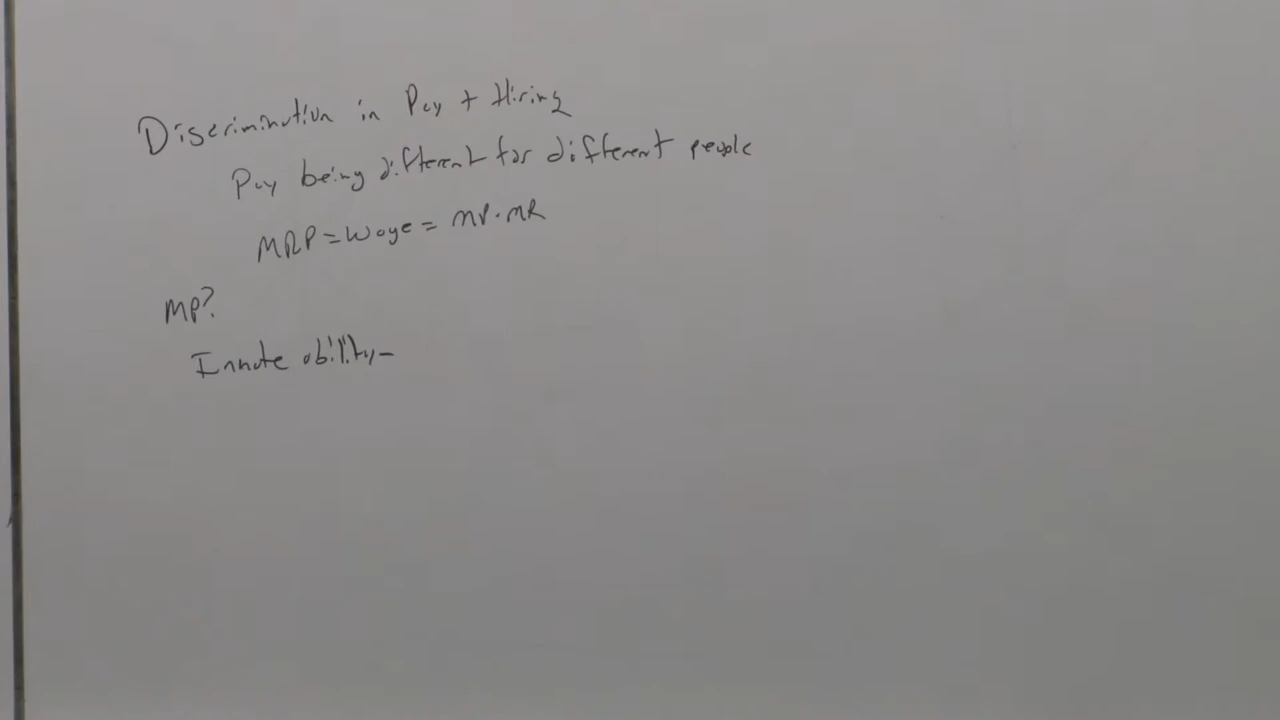 Discrimination in Pay + Hiring
Pay being different for different people
MRP = Wage = MP · MR
MP?
Innate ability-